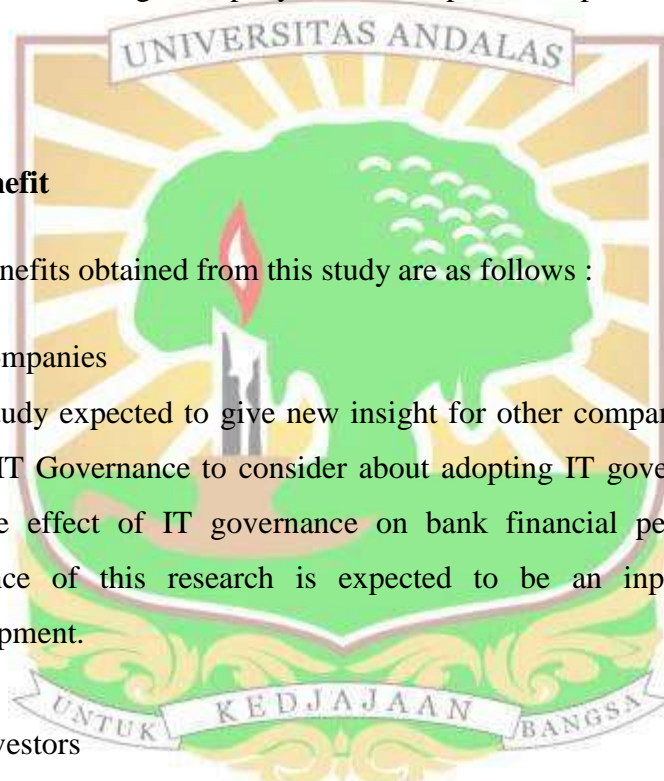 UNIVERSITAS ANDALAS
nefit
nefits obtained from this study are as follows :
ompanies
udy expected to give new insight for other compar
IT Governance to consider about adopting IT gove
e effect of IT governance on bank financial pe
nce of this research is expected to be an inp
pment.
UNTUK KEDJAJAAN BANGSA
vestors